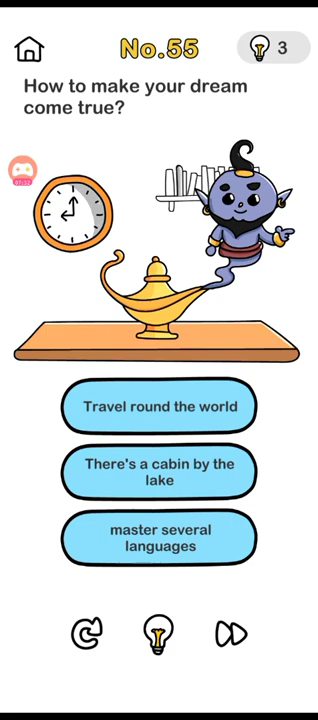 No.55
3
How to make your dream
come true?
Travel round the world
There's a cabin by the
lake
master several
languages